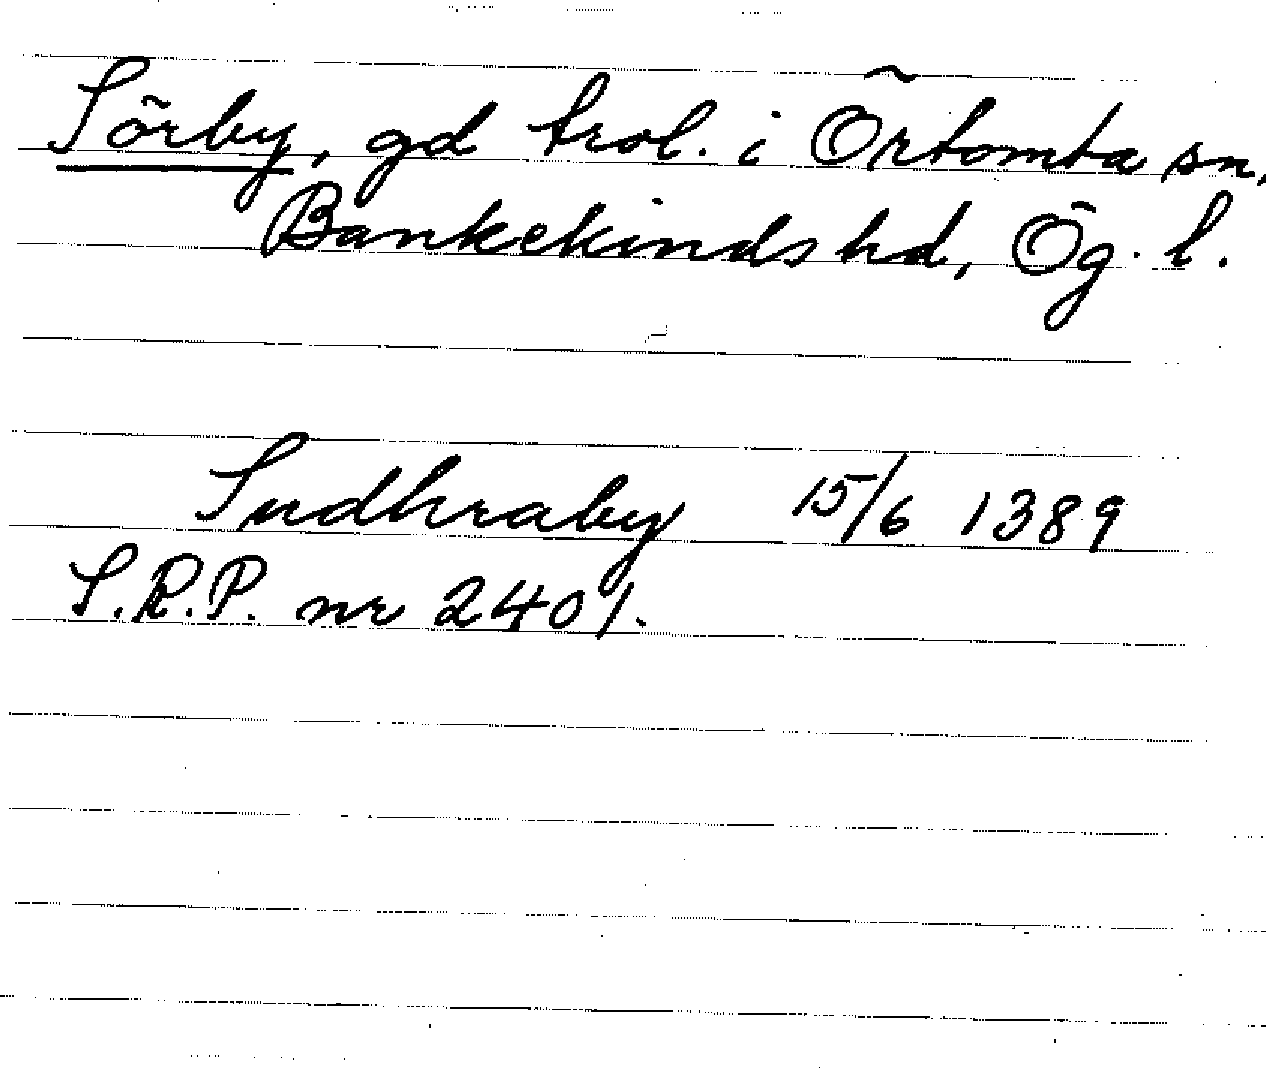 Sörby, gd trol. i Örtomta sn,
Bankekinds hd, Ög. l.
Sudhraby 15/6 1389
S.R.P. nr 2401.